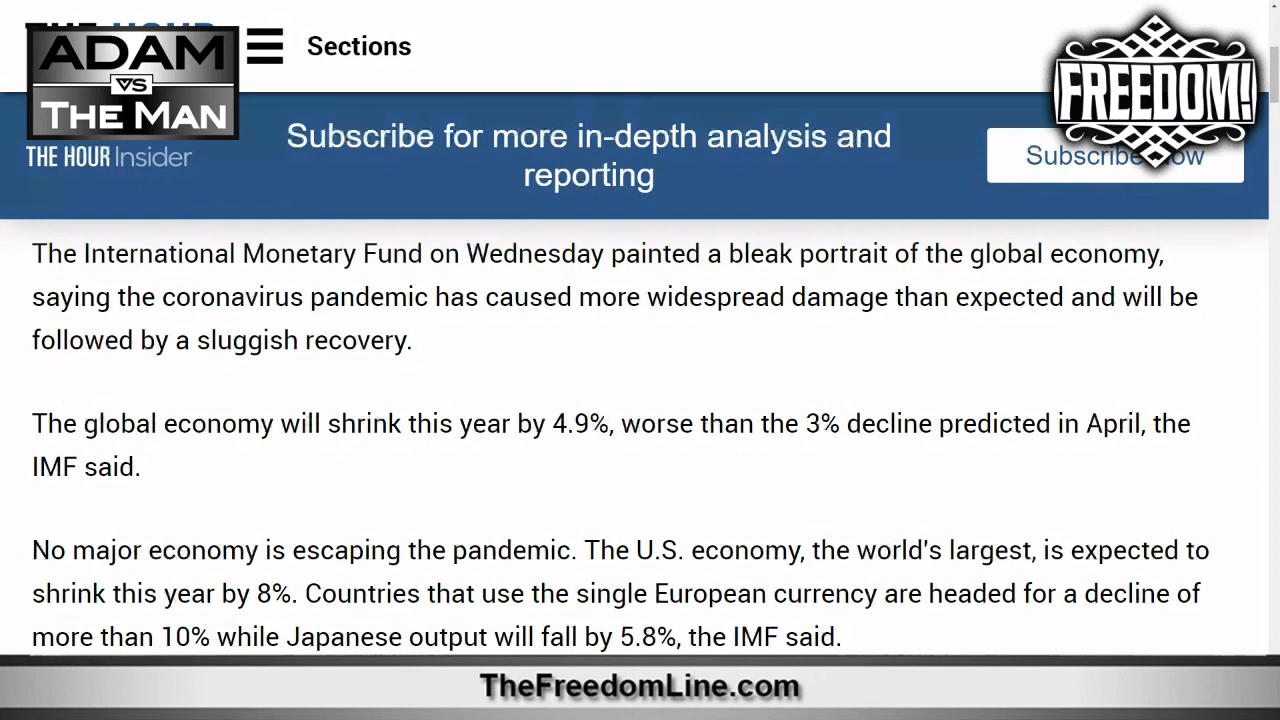 THE HOUR
ADAM
VS
THE MAN
Sections
FREEDOM!
THE HOUR Insider
Subscribe for more in-depth analysis and
reporting
Subscribe Now
The International Monetary Fund on Wednesday painted a bleak portrait of the global economy,
saying the coronavirus pandemic has caused more widespread damage than expected and will be
followed by a sluggish recovery.
The global economy will shrink this year by 4.9%, worse than the 3% decline predicted in April, the
IMF said.
No major economy is escaping the pandemic. The U.S. economy, the world's largest, is expected to
shrink this year by 8%. Countries that use the single European currency are headed for a decline of
more than 10% while Japanese output will fall by 5.8%, the IMF said.
TheFreedomLine.com